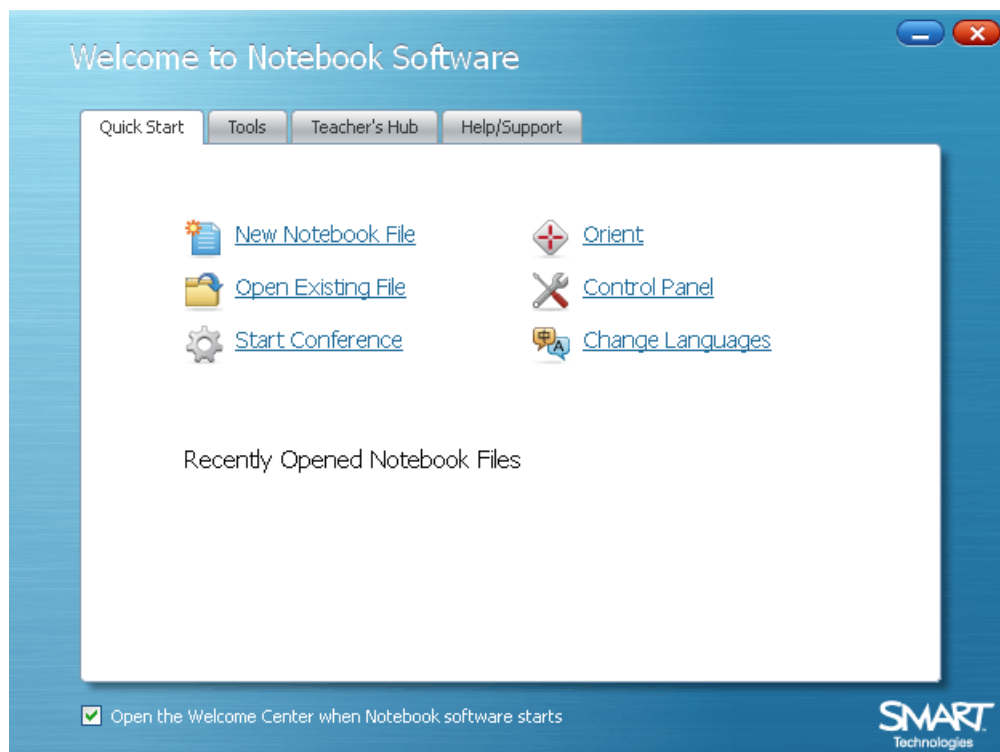 Welcome to Notebook Software
Quick Start Tools Teacher's Hub Help/Support
New Notebook File Orient
Open Existing File Control Panel
Start Conference Change Languages
Recently Opened Notebook Files
Open the Welcome Center when Notebook software starts
SMART
Technologies